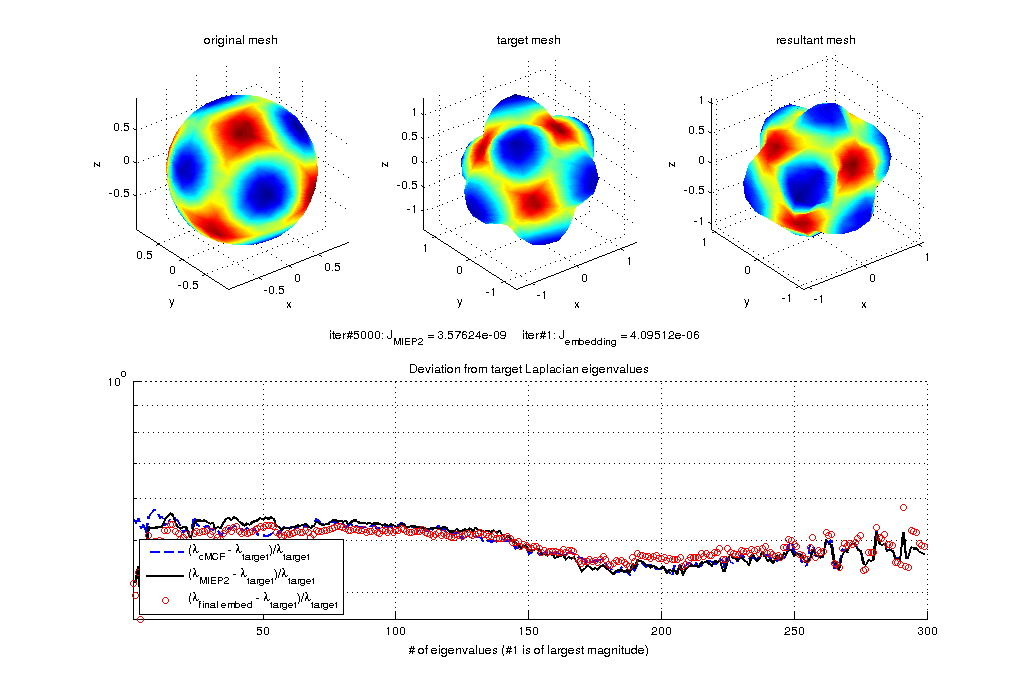 original mesh
target mesh
resultant mesh
0.5
0
-0.5
z
0.5
0
-0.5
y
-0.5
0
0.5
x
1
0.5
0
-0.5
-1
z
1
0
-1
y
-1
0
1
x
1
0.5
0
-0.5
-1
z
1
0
-1
y
-1
0
1
x
iter#5000: J_MIEP2 = 3.57624e-09 iter#1: J_embedding = 4.09512e-06
Deviation from target Laplacian eigenvalues
10^0
(λ_cMCF - λ_target)/λ_target
(λ_MIEP2 - λ_target)/λ_target
(λ_final embed - λ_target)/λ_target
50 100 150 200 250 300
# of eigenvalues (#1 is of largest magnitude)